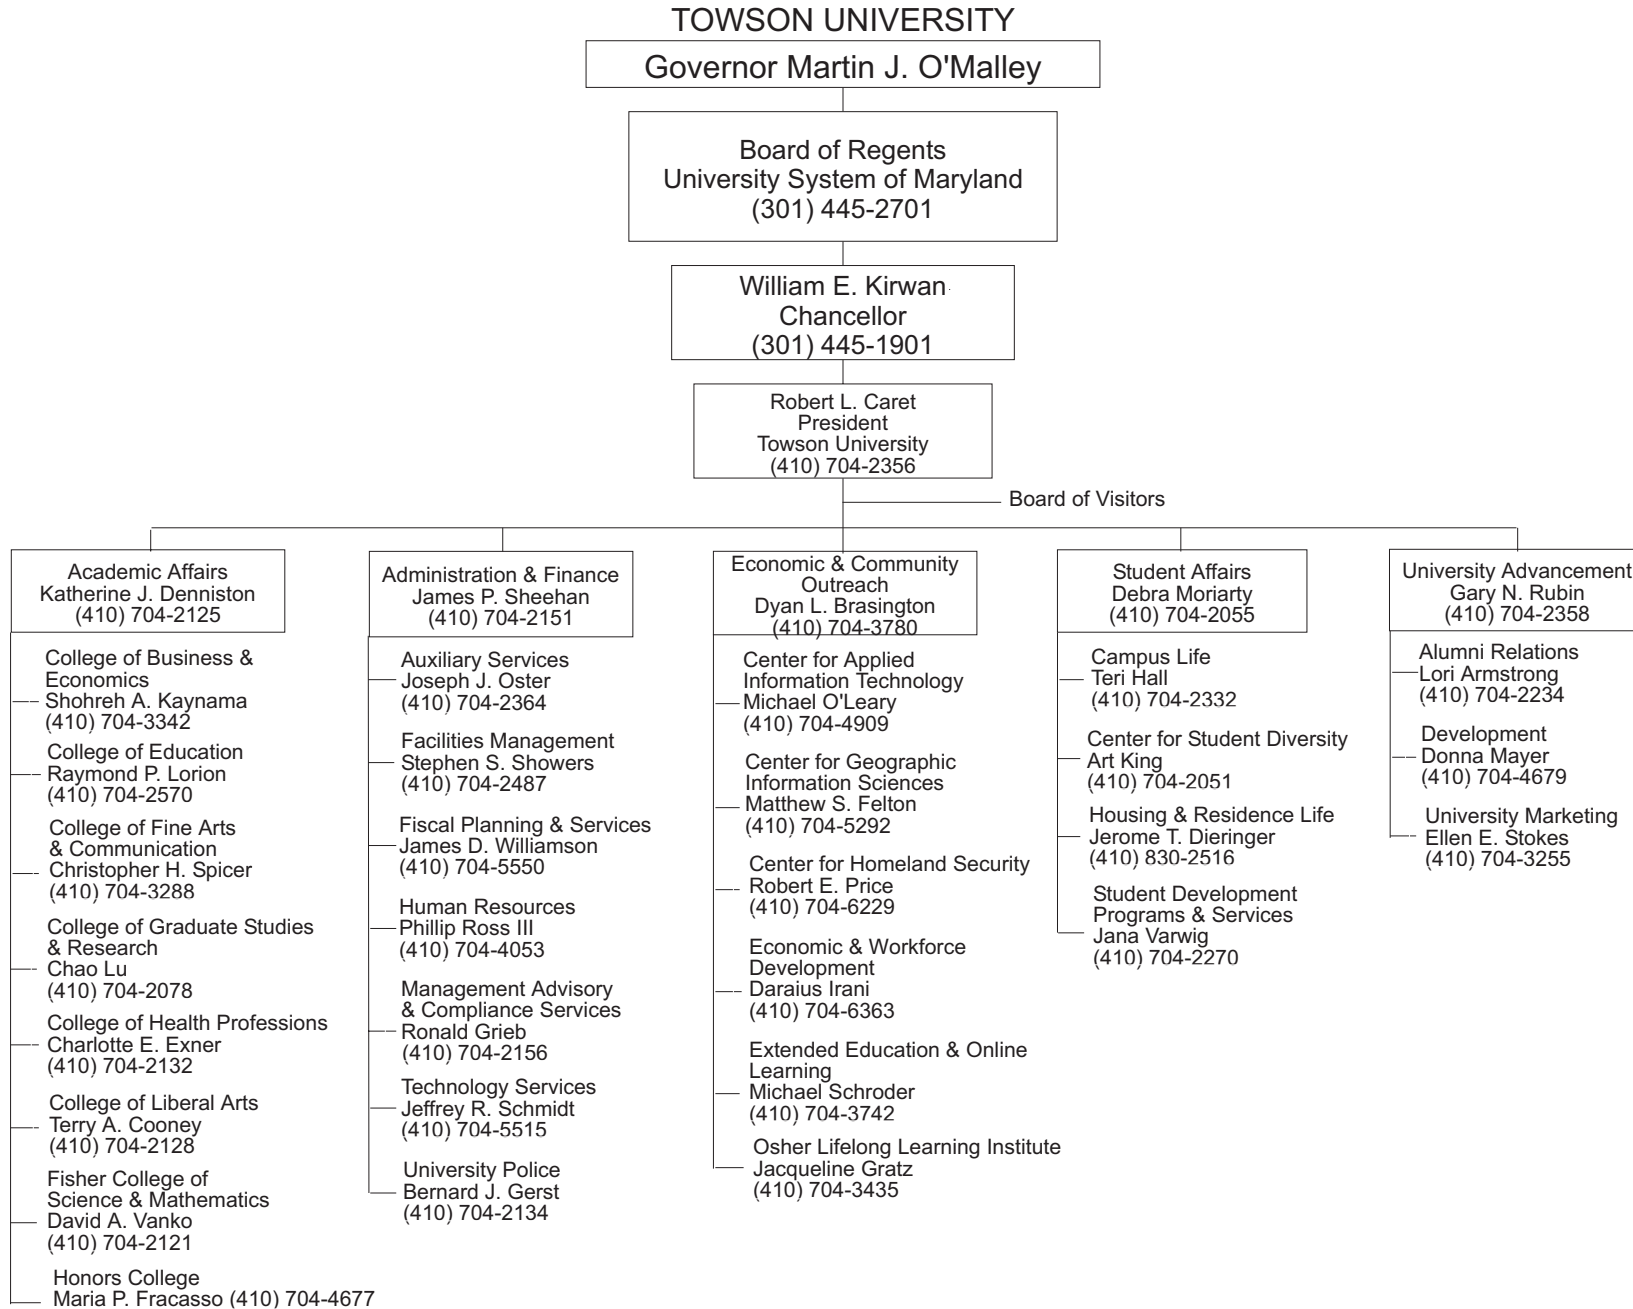 TOWSON UNIVERSITY
Governor Martin J. O'Malley
Board of Regents
University System of Maryland
(301) 445-2701
William E. Kirwan
Chancellor
(301) 445-1901
Robert L. Caret
President
Towson University
(410) 704-2356
Board of Visitors
Academic Affairs
Katherine J. Denniston
(410) 704-2125
College of Business &
Economics
Shohreh A. Kaynama
(410) 704-3342
College of Education
Raymond P. Lorion
(410) 704-2570
College of Fine Arts
& Communication
Christopher H. Spicer
(410) 704-3288
College of Graduate Studies
& Research
Chao Lu
(410) 704-2078
College of Health Professions
Charlotte E. Exner
(410) 704-2132
College of Liberal Arts
Terry A. Cooney
(410) 704-2128
Fisher College of
Science & Mathematics
David A. Vanko
(410) 704-2121
Honors College
Maria P. Fracasso (410) 704-4677
Administration & Finance
James P. Sheehan
(410) 704-2151
Auxiliary Services
Joseph J. Oster
(410) 704-2364
Facilities Management
Stephen S. Showers
(410) 704-2487
Fiscal Planning & Services
James D. Williamson
(410) 704-5550
Human Resources
Phillip Ross III
(410) 704-4053
Management Advisory
& Compliance Services
Ronald Grieb
(410) 704-2156
Technology Services
Jeffrey R. Schmidt
(410) 704-5515
University Police
Bernard J. Gerst
(410) 704-2134
Economic & Community
Outreach
Dyan L. Brasington
(410) 704-3780
Center for Applied
Information Technology
Michael O'Leary
(410) 704-4909
Center for Geographic
Information Sciences
Matthew S. Felton
(410) 704-5292
Center for Homeland Security
Robert E. Price
(410) 704-6229
Economic & Workforce
Development
Daraius Irani
(410) 704-6363
Extended Education & Online
Learning
Michael Schroder
(410) 704-3742
Osher Lifelong Learning Institute
Jacqueline Gratz
(410) 704-3435
Student Affairs
Debra Moriarty
(410) 704-2055
Campus Life
Teri Hall
(410) 704-2332
Center for Student Diversity
Art King
(410) 704-2051
Housing & Residence Life
Jerome T. Dieringer
(410) 830-2516
Student Development
Programs & Services
Jana Varwig
(410) 704-2270
University Advancement
Gary N. Rubin
(410) 704-2358
Alumni Relations
Lori Armstrong
(410) 704-2234
Development
Donna Mayer
(410) 704-4679
University Marketing
Ellen E. Stokes
(410) 704-3255